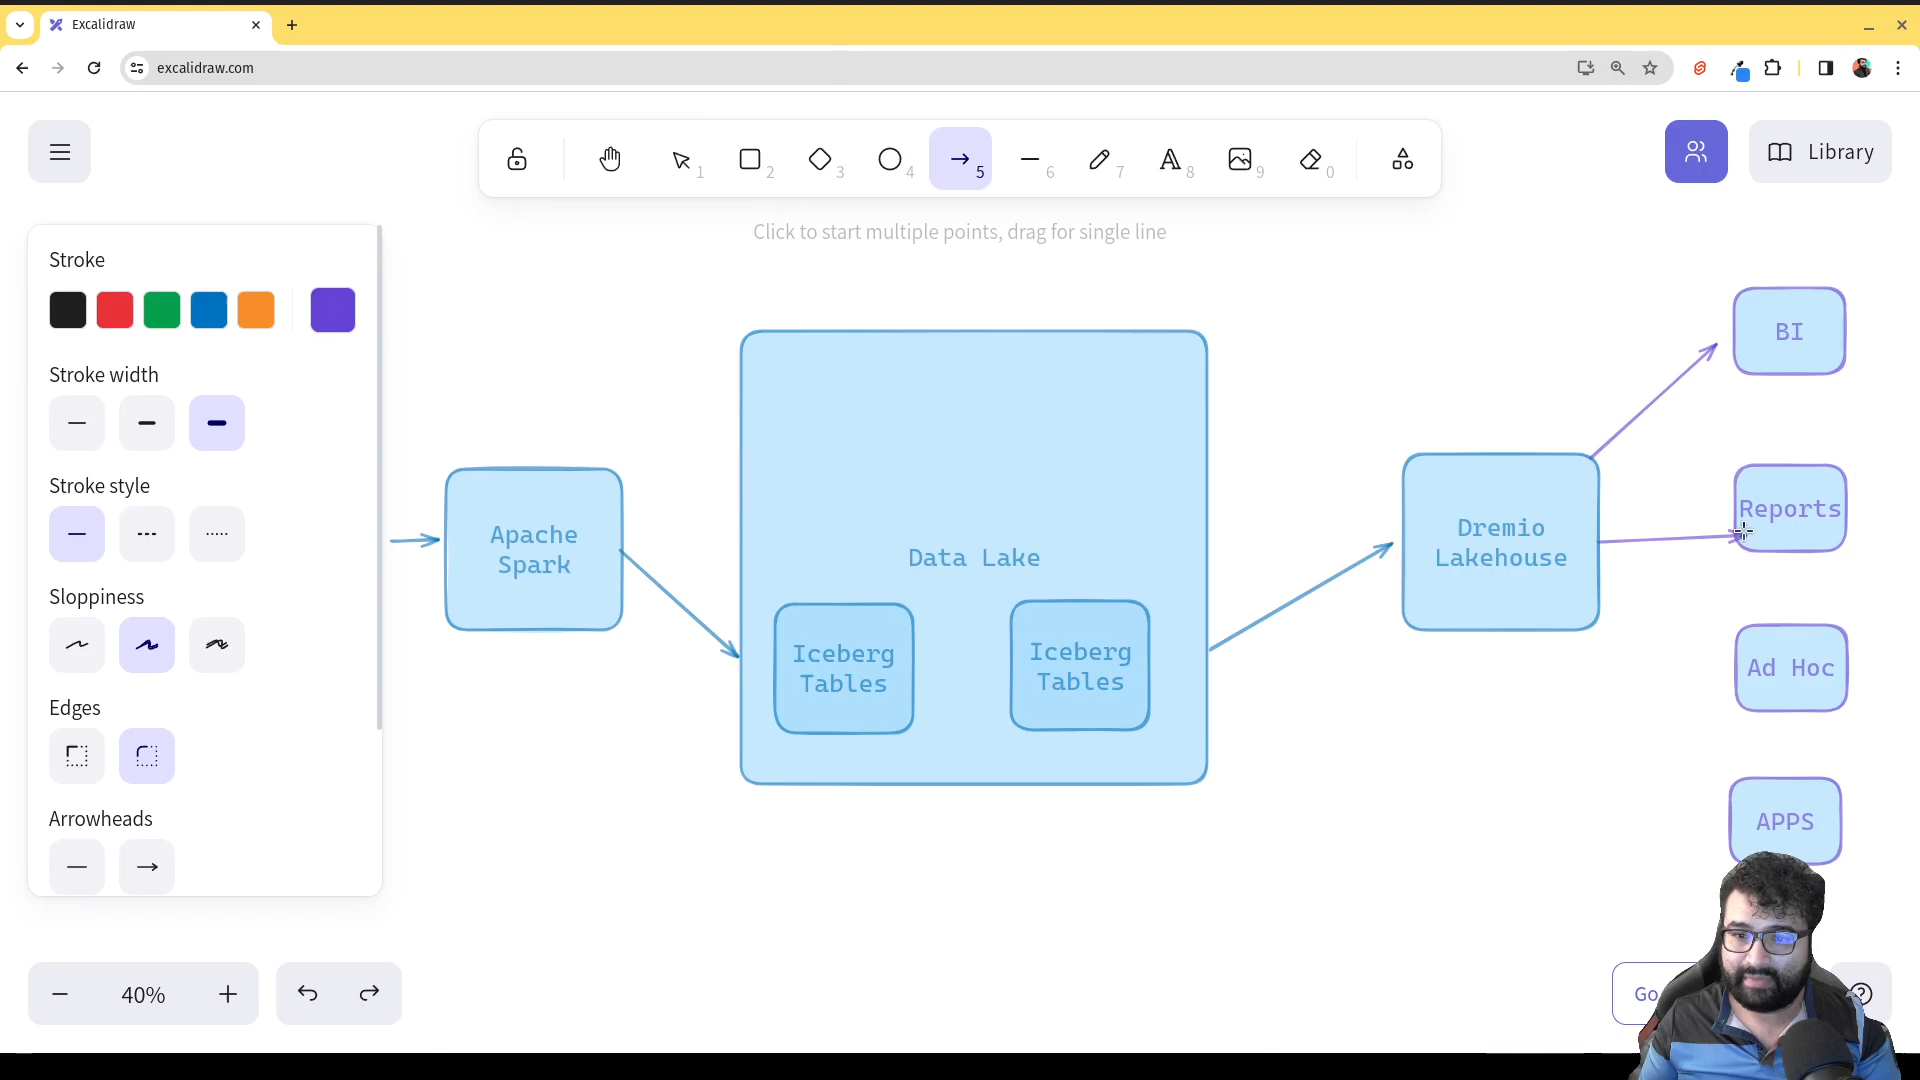 Excalidraw
excalidraw.com
1
2
3
4
5
6
7
8
9
0
Library
Click to start multiple points, drag for single line
Stroke
Stroke width
Stroke style
Sloppiness
Edges
Arrowheads
Apache
Spark
Data Lake
Iceberg
Tables
Iceberg
Tables
Dremio
Lakehouse
BI
Reports
Ad Hoc
APPS
40%
Go
?